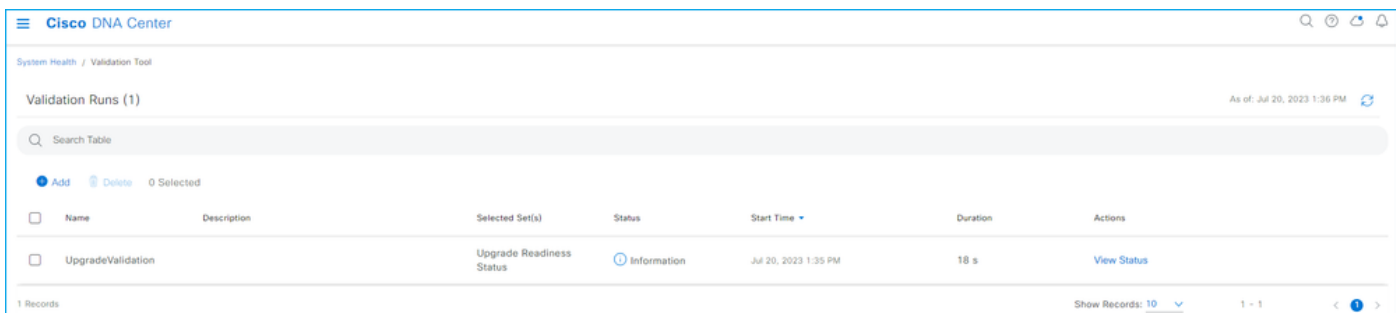 Cisco DNA Center
System Health / Validation Tool
Validation Runs (1)
As of: Jul 20, 2023 1:36 PM
Search Table
Add Delete 0 Selected
Name Description Selected Set(s) Status Start Time Duration Actions
UpgradeValidation Upgrade Readiness Status Information Jul 20, 2023 1:35 PM 18 s View Status
1 Records Show Records: 10 1 - 1 1